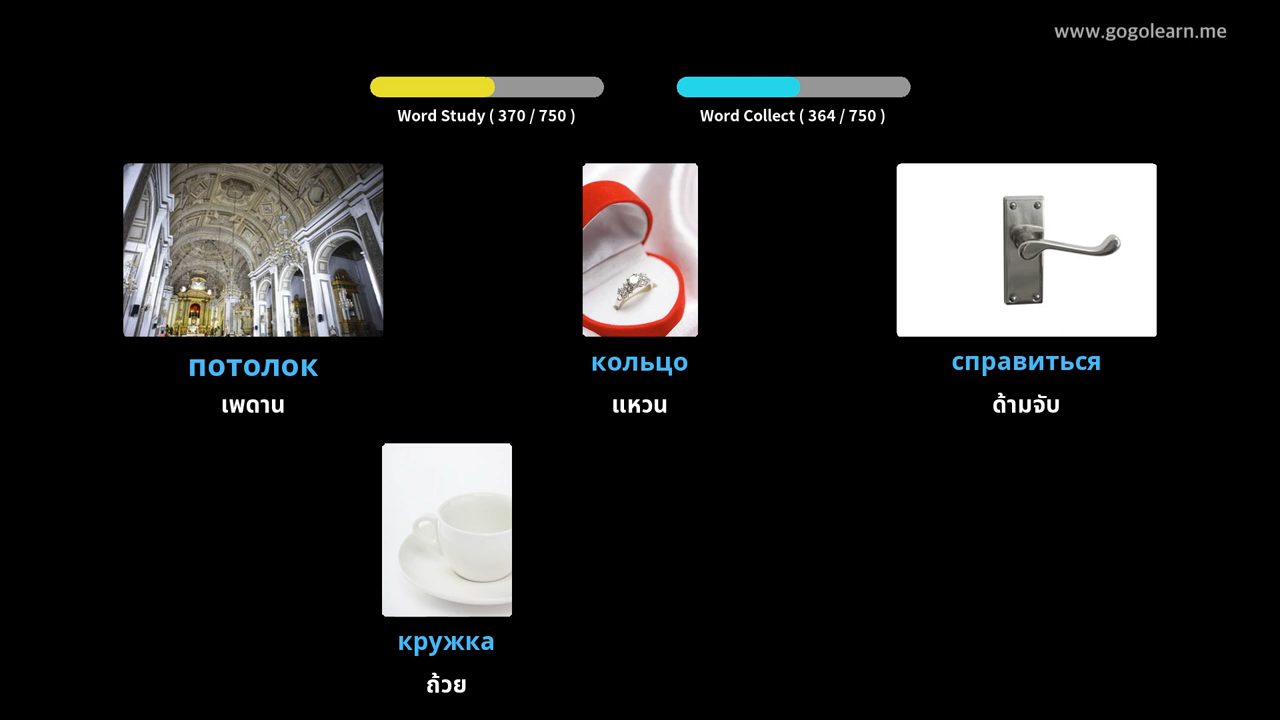 www.gogolearn.me
Word Study ( 370 / 750 )
Word Collect ( 364 / 750 )
потолок
кольцо
справиться
เพดาน
แหวน
ด้ามจับ
кружка
ถ้วย